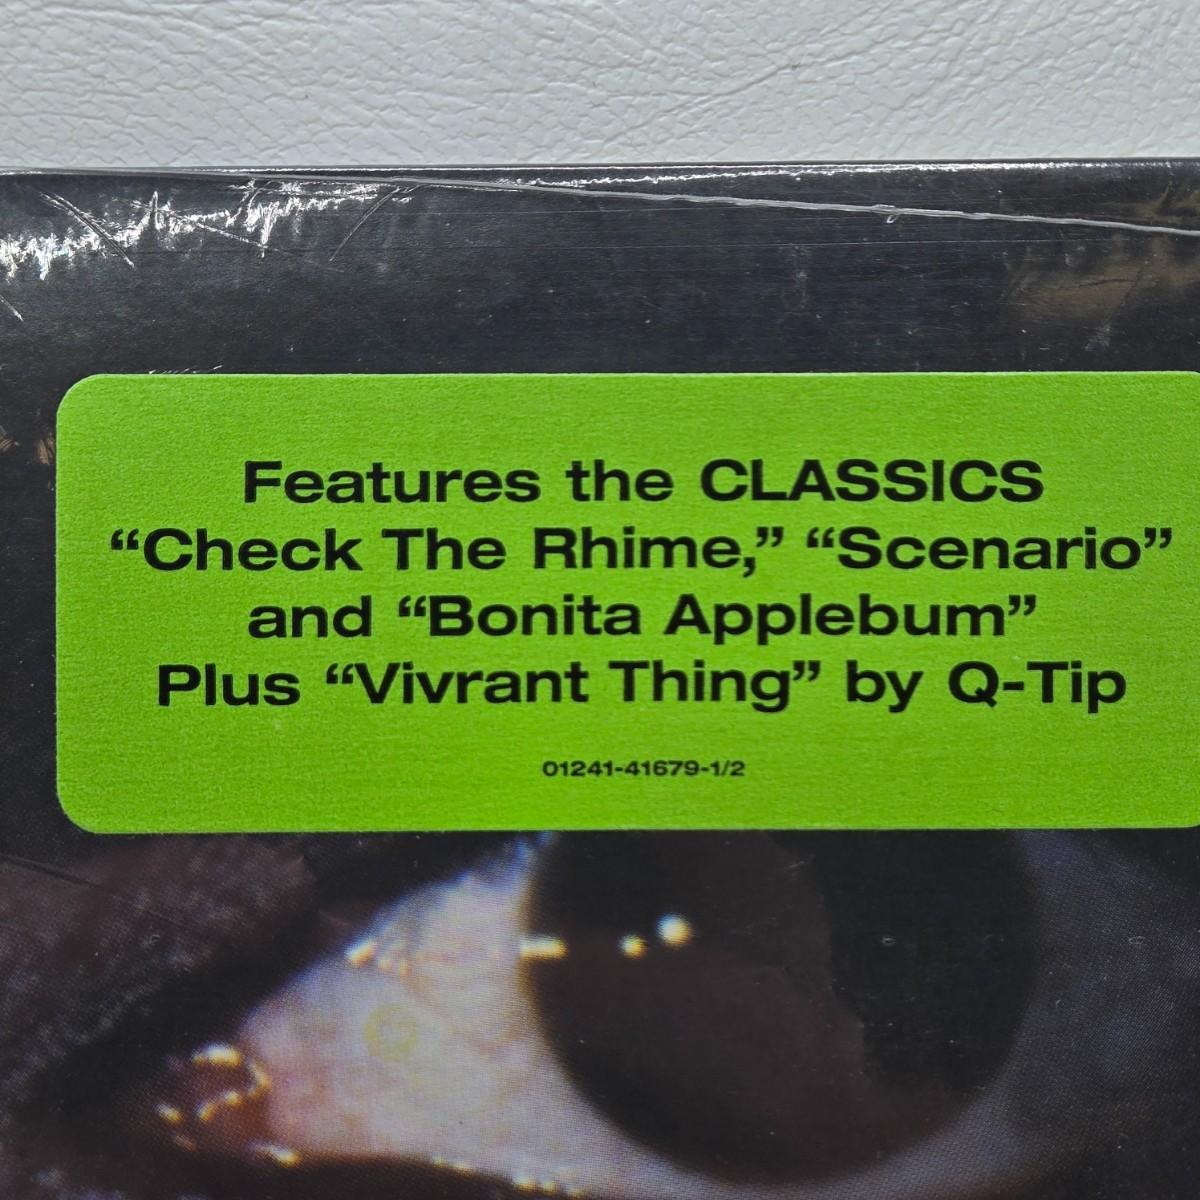 Features the CLASSICS
“Check The Rhime,” “Scenario”
and “Bonita Applebum”
Plus “Vivrant Thing” by Q-Tip
01241-41679-1/2